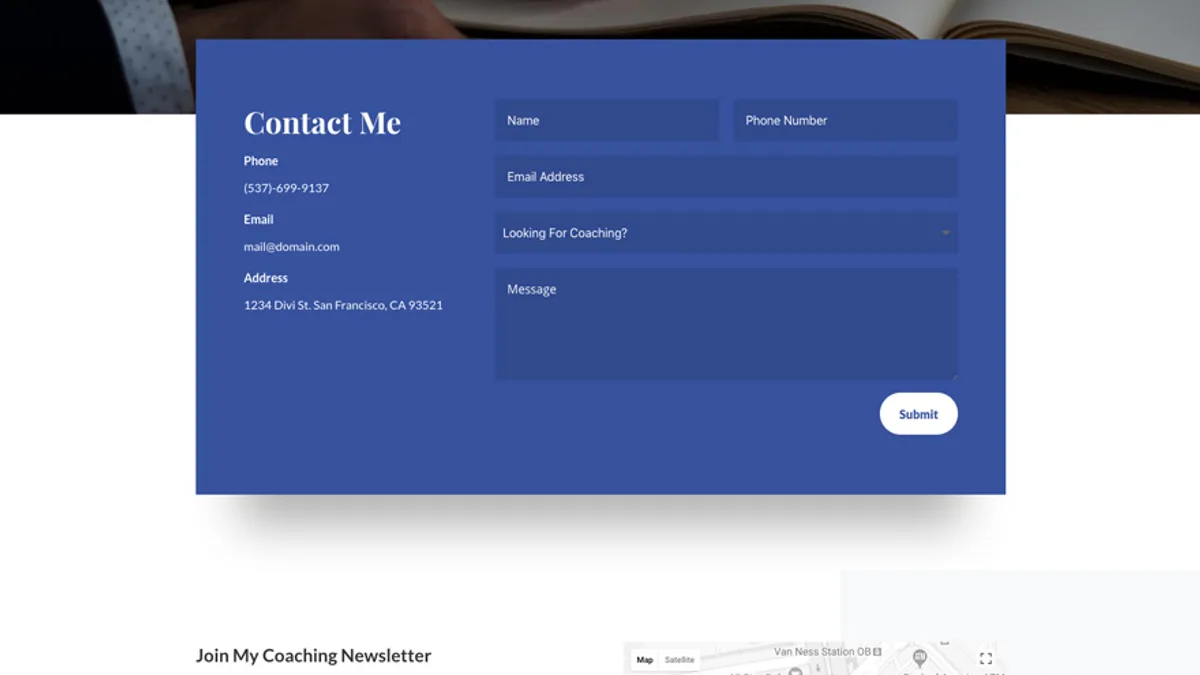 Contact Me
Phone
(537)-699-9137
Email
mail@domain.com
Address
1234 Divi St. San Francisco, CA 93521
Name
Phone Number
Email Address
Looking For Coaching?
Message
Submit
Join My Coaching Newsletter
Map
Satellite
Van Ness Station OB